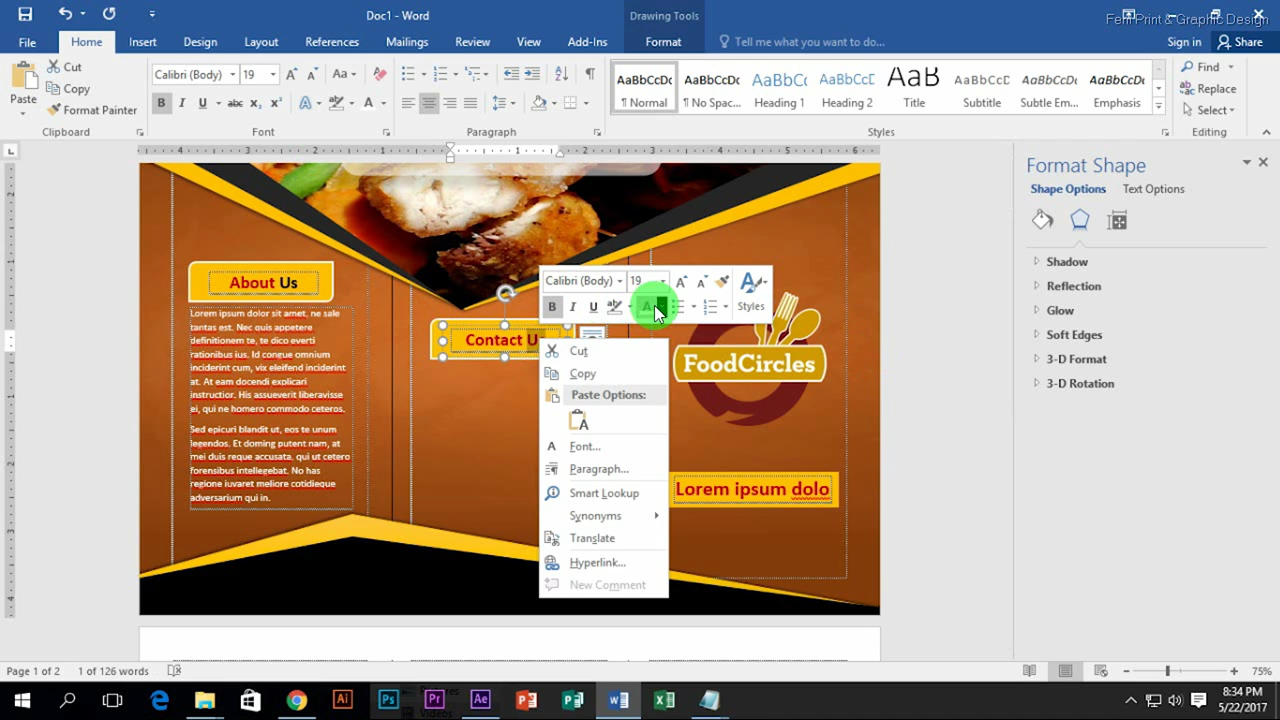 Doc1 - Word
Drawing Tools
Fefi Print & Graphic Design
File Home Insert Design Layout References Mailings Review View Add-Ins Format Tell me what you want to do... Sign in Share
Paste
Cut
Copy
Format Painter
Calibri (Body) 19
AaBbCcDc AaBbCcDc AaBbCc AaBbCcE AaB AaBbCcD AaBbCcDc AaBbCcDc
¶ Normal ¶ No Spac... Heading 1 Heading 2 Title Subtitle Subtle Em... Emphasis
Find
Replace
Select
Clipboard Font Paragraph Styles Editing
Format Shape
Shape Options Text Options
Shadow
Reflection
Glow
Soft Edges
3-D Format
3-D Rotation
About Us
Lorem ipsum dolor sit amet, ne sale
tantas est. Nec quis appetere
definitionem te, te dico everti
rationibus ius. Id congue omnium
inciderint cum, vix eleifend inciderint
at. At eam docendi explicari
instructior. His assueverit liberavisse
ei, qui ne homero commodo ceteros.
Sed epicuri blandit ut, eos te unum
legendos. Et doming putent nam, at
mei duis reque accusata, qui ut cetero
forensibus intellegebat. No has
regione iuvaret meliore cotidieque
adversarium qui in.
Contact U
Calibri (Body) 19
Styles
Cut
Copy
Paste Options:
Font...
Paragraph...
Smart Lookup
Synonyms
Translate
Hyperlink...
New Comment
FoodCircles
Lorem ipsum dolo
Page 1 of 2 1 of 126 words 75%
8:34 PM
5/22/2017